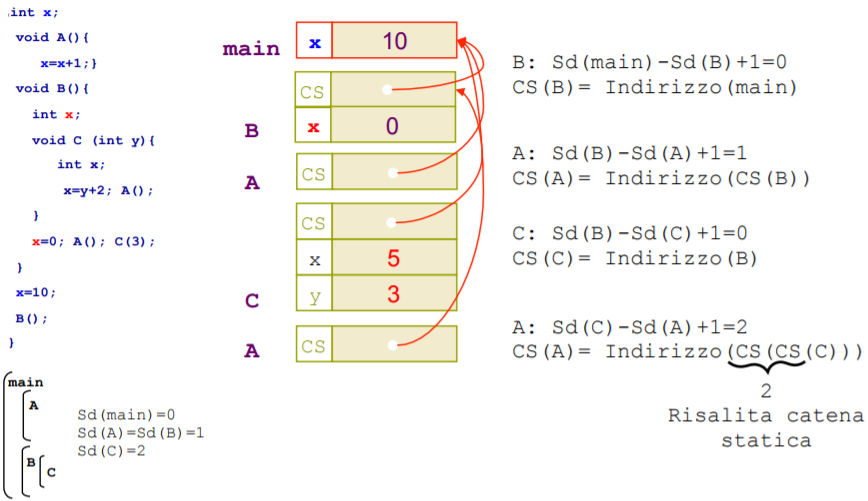 int x;
void A(){
x=x+1;}
void B(){
int x;
void C (int y){
int x;
x=y+2; A();
}
x=0; A(); C(3);
}
x=10;
B();
}
main
A
B
C
Sd(main)=0
Sd(A)=Sd(B)=1
Sd(C)=2
main
x
10
CS
B
x
0
A
CS
CS
x
5
C
y
3
A
CS
B: Sd(main)-Sd(B)+1=0
CS(B)= Indirizzo(main)
A: Sd(B)-Sd(A)+1=1
CS(A)= Indirizzo(CS(B))
C: Sd(B)-Sd(C)+1=0
CS(C)= Indirizzo(B)
A: Sd(C)-Sd(A)+1=2
CS(A)= Indirizzo(CS(CS(C)))
2
Risalita catena
statica